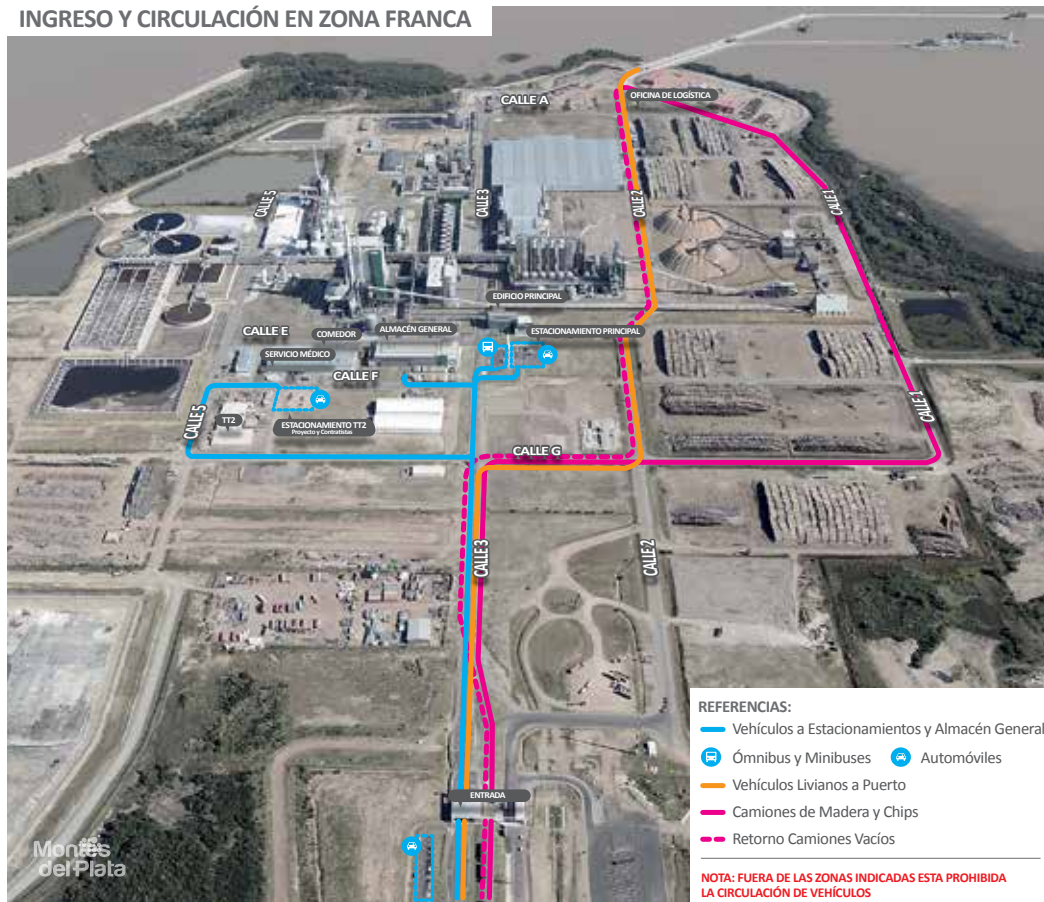 INGRESO Y CIRCULACIÓN EN ZONA FRANCA
CALLE A
OFICINA DE LOGÍSTICA
CALLE 5
CALLE 3
CALLE 2
CALLE 1
EDIFICIO PRINCIPAL
CALLE E
COMEDOR
ALMACÉN GENERAL
ESTACIONAMIENTO PRINCIPAL
SERVICIO MÉDICO
CALLE F
CALLE 5
TT2
ESTACIONAMIENTO TT2
Proyecto y Contratistas
CALLE 1
CALLE G
CALLE 3
CALLE 2
ENTRADA
Montes
del Plata
REFERENCIAS:
Vehículos a Estacionamientos y Almacén General
Ómnibus y Minibuses
Automóviles
Vehículos Livianos a Puerto
Camiones de Madera y Chips
Retorno Camiones Vacíos
NOTA: FUERA DE LAS ZONAS INDICADAS ESTA PROHIBIDA
LA CIRCULACIÓN DE VEHÍCULOS